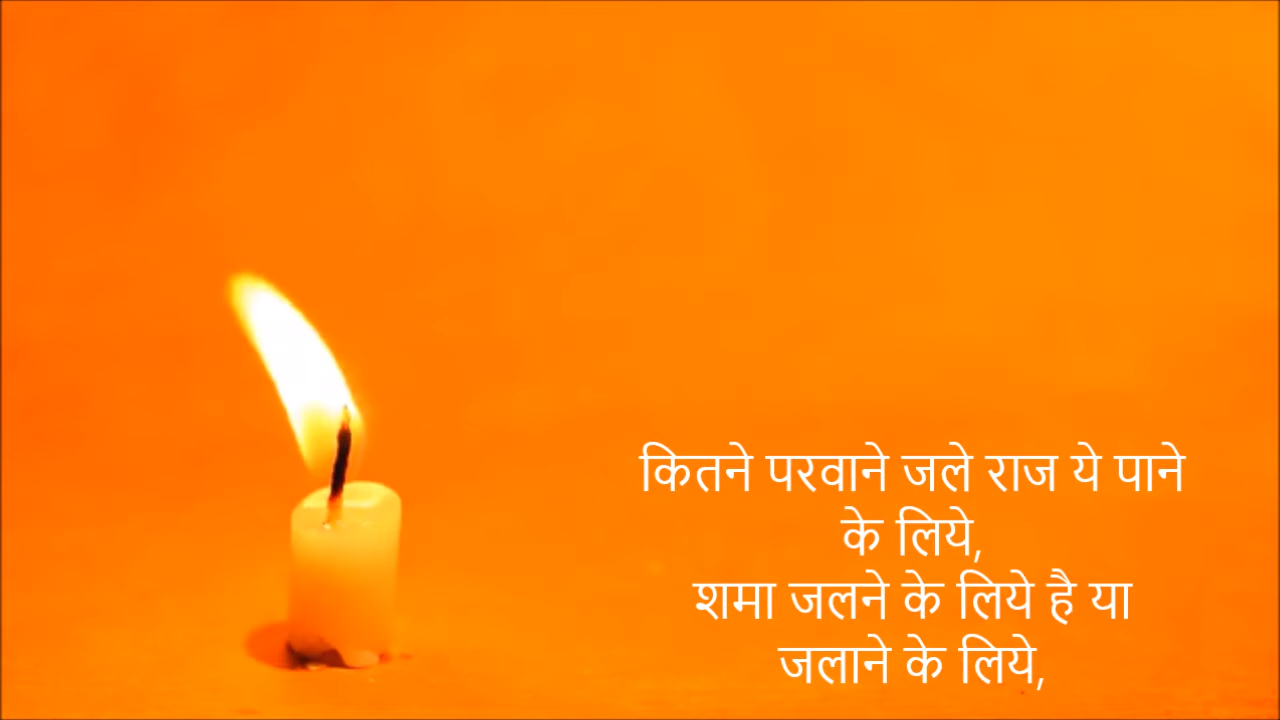 कितने परवाने जले राज ये पाने
के लिये,
शमा जलने के लिये है या
जलाने के लिये,